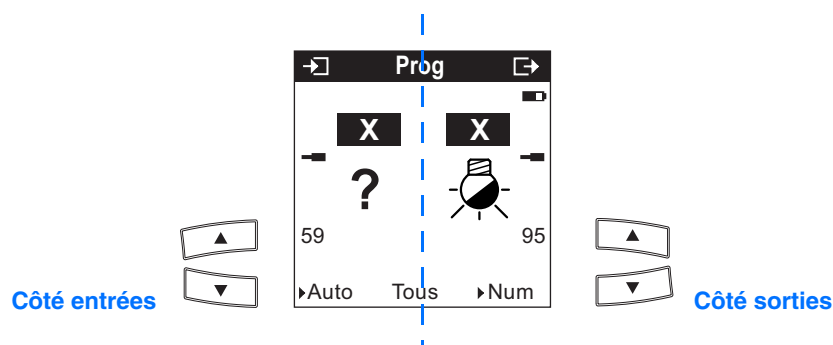 Prog
X X
?
59 95
▸Auto Tous ▸Num
Côté entrées Côté sorties